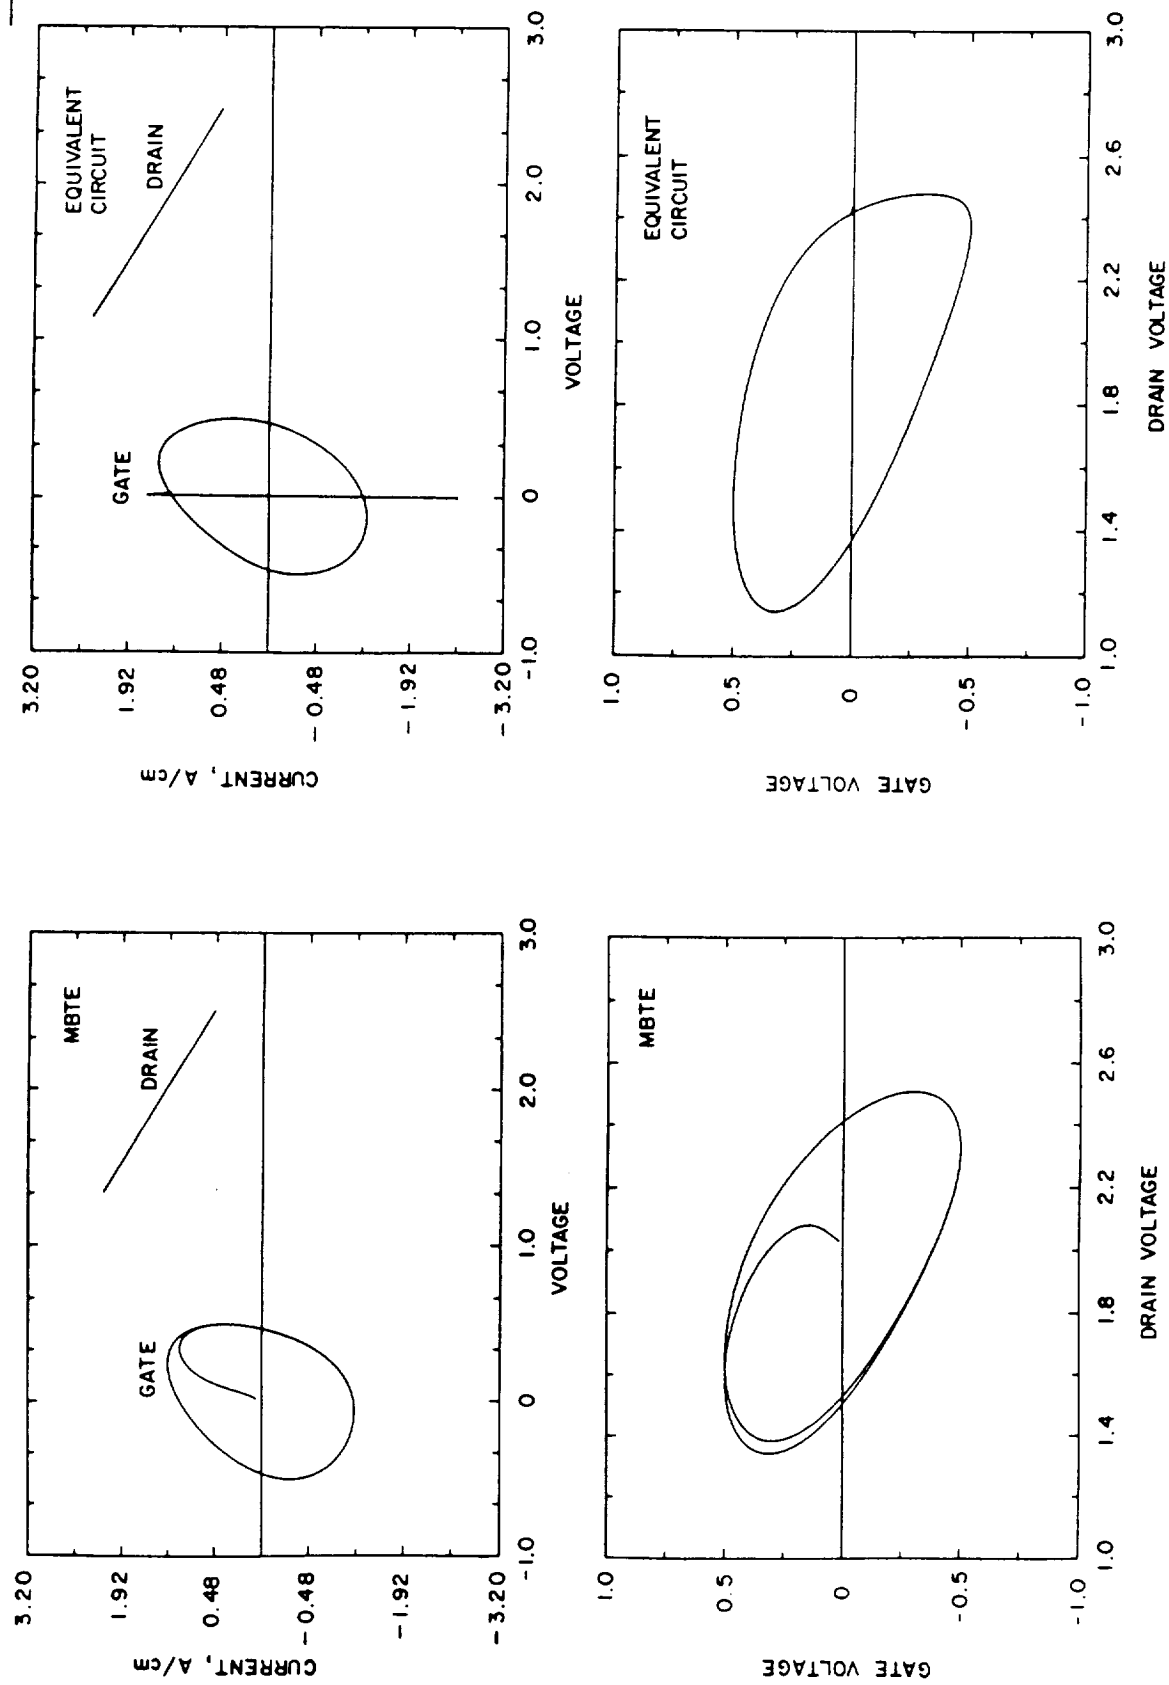 3.20
1.92
0.48
-0.48
-1.92
-3.20
CURRENT, A/cm
MBTE
DRAIN
GATE
-1.0
0
1.0
2.0
3.0
VOLTAGE
3.20
1.92
0.48
-0.48
-1.92
-3.20
CURRENT, A/cm
EQUIVALENT
CIRCUIT
DRAIN
GATE
-1.0
0
1.0
2.0
3.0
VOLTAGE
1.0
0.5
0
-0.5
-1.0
GATE VOLTAGE
MBTE
1.0
1.4
1.8
2.2
2.6
3.0
DRAIN VOLTAGE
1.0
0.5
0
-0.5
-1.0
GATE VOLTAGE
EQUIVALENT
CIRCUIT
1.0
1.4
1.8
2.2
2.6
3.0
DRAIN VOLTAGE